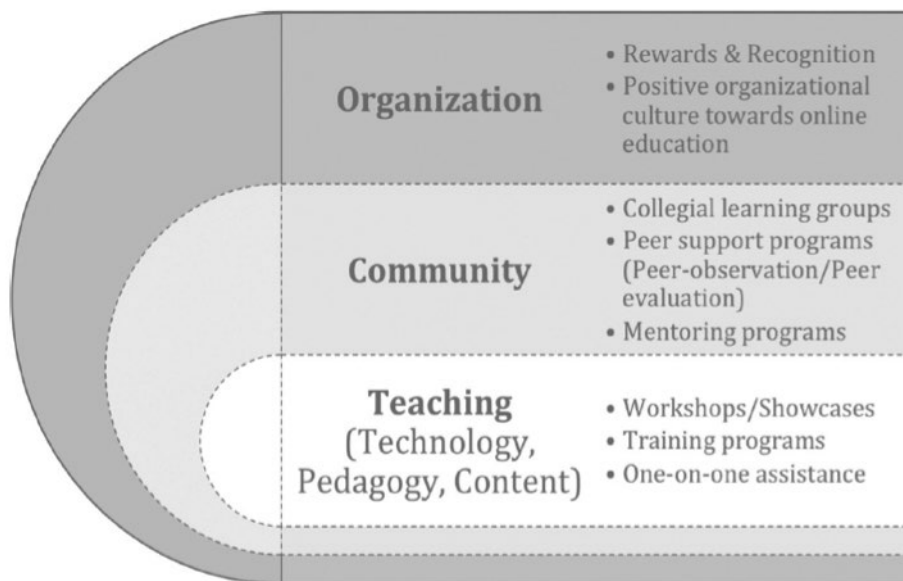 Organization
• Rewards & Recognition
• Positive organizational
culture towards online
education
Community
• Collegial learning groups
• Peer support programs
(Peer-observation/Peer
evaluation)
• Mentoring programs
Teaching
(Technology,
Pedagogy, Content)
• Workshops/Showcases
• Training programs
• One-on-one assistance